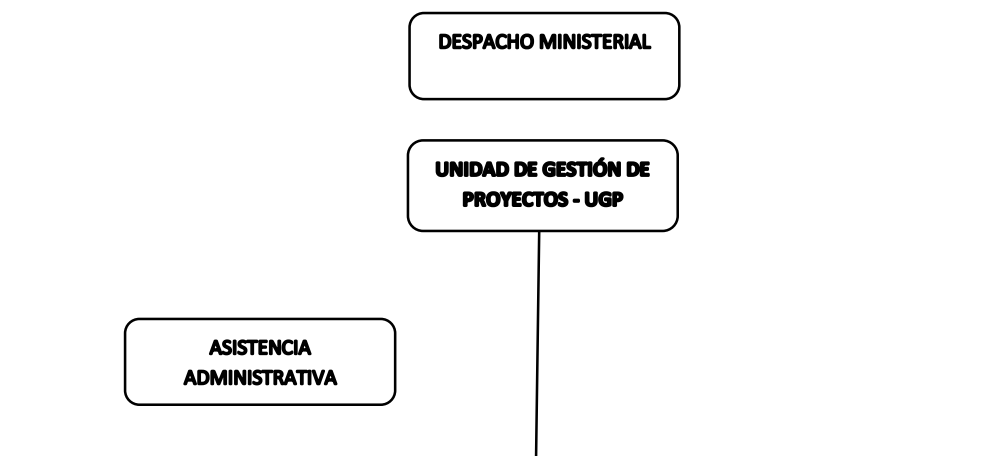 DESPACHO MINISTERIAL
UNIDAD DE GESTIÓN DE
PROYECTOS - UGP
ASISTENCIA
ADMINISTRATIVA